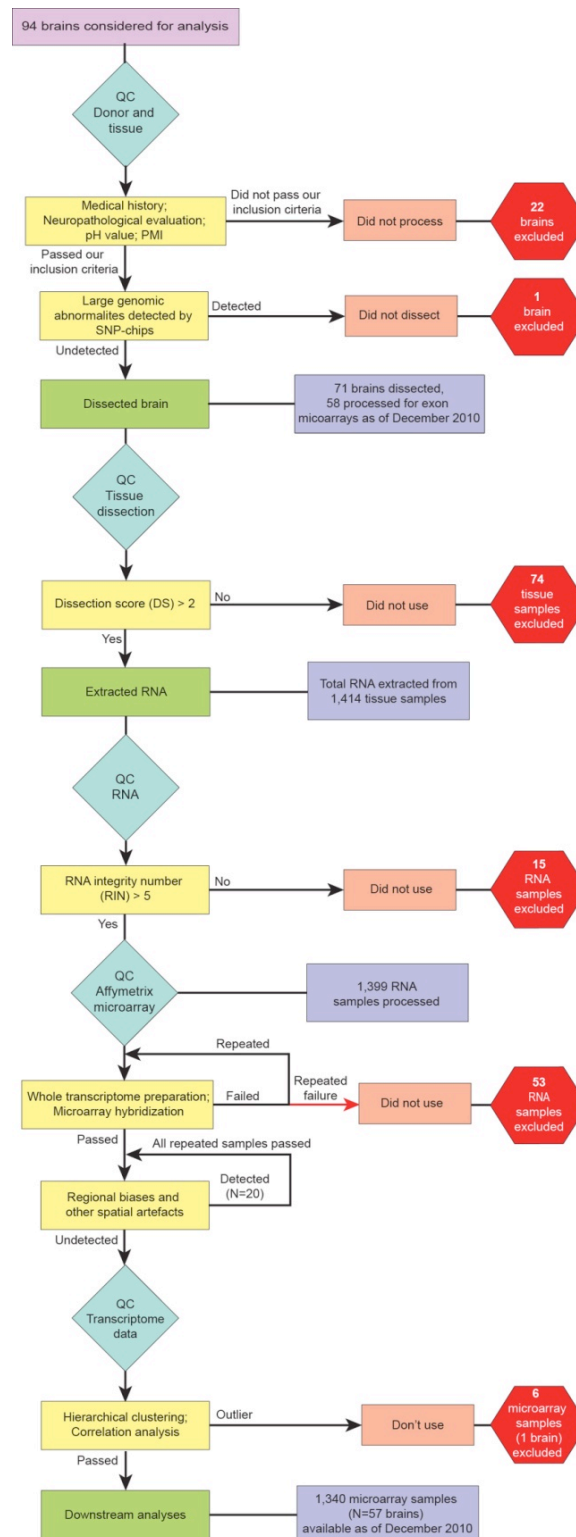 94 brains considered for analysis
QC
Donor and
tissue
Medical history;
Neuropathological evaluation;
pH value; PMI
Did not pass our
inclusion cirteria
Did not process
22
brains
excluded
Passed our
inclusion criteria
Large genomic
abnormalites detected by
SNP-chips
Detected
Did not dissect
1
brain
excluded
Undetected
Dissected brain
71 brains dissected,
58 processed for exon
micoarrays as of December 2010
QC
Tissue
dissection
Dissection score (DS) > 2
No
Did not use
74
tissue
samples
excluded
Yes
Extracted RNA
Total RNA extracted from
1,414 tissue samples
QC
RNA
RNA integrity number
(RIN) > 5
No
Did not use
15
RNA
samples
excluded
Yes
QC
Affymetrix
microarray
1,399 RNA
samples processed
Repeated
Whole transcriptome preparation;
Microarray hybridization
Failed
Repeated
failure
Did not use
53
RNA
samples
excluded
Passed
All repeated samples passed
Regional biases and
other spatial artefacts
Detected
(N=20)
Undetected
QC
Transcriptome
data
Hierarchical clustering;
Correlation analysis
Outlier
Don't use
6
microarray
samples
(1 brain)
excluded
Passed
Downstream analyses
1,340 microarray samples
(N=57 brains)
available as of December 2010